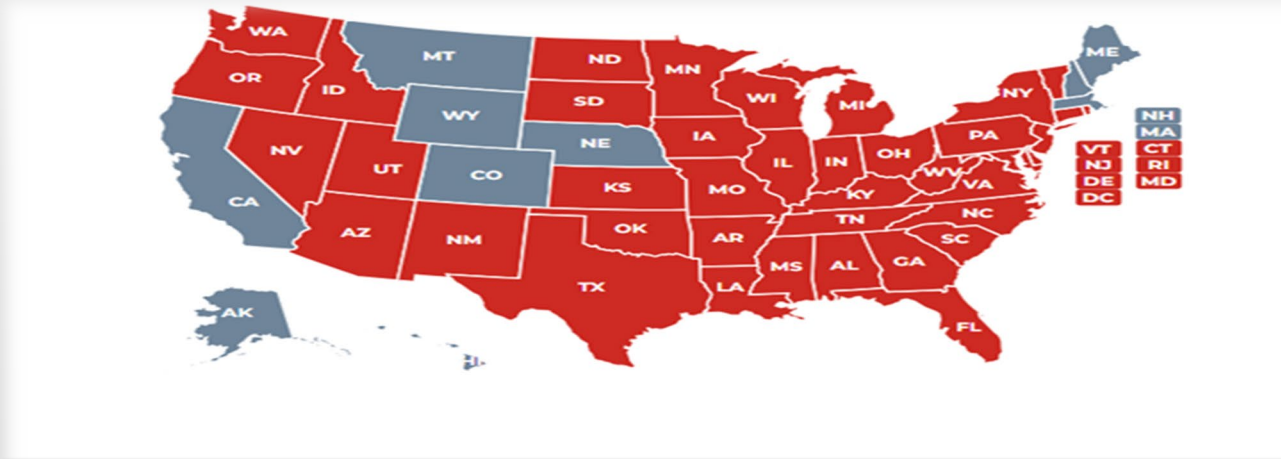 WA
MT
ND
MN
ME
OR
ID
SD
WI
MI
NY
WY
NH
MA
NV
UT
CO
NE
IA
IL
IN
OH
PA
VT
CT
NJ
RI
DE
MD
DC
CA
KS
MO
KY
WV
VA
AZ
NM
OK
AR
TN
NC
SC
TX
LA
MS
AL
GA
AK
FL
HI